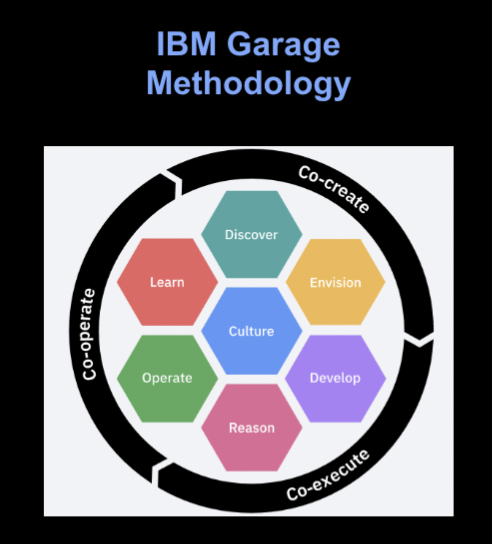 IBM Garage
Methodology
Co-create
Discover
Learn
Envision
Culture
Co-operate
Operate
Develop
Reason
Co-execute